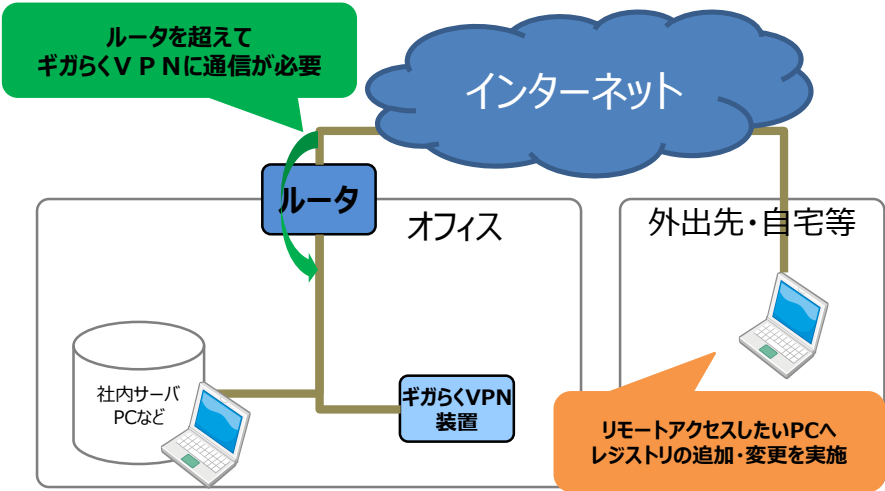 ルータを超えて
ギガらくＶＰＮに通信が必要
インターネット
ルータ
オフィス
外出先・自宅等
社内サーバ
PCなど
ギガらくVPN
装置
リモートアクセスしたいPCへ
レジストリの追加・変更を実施